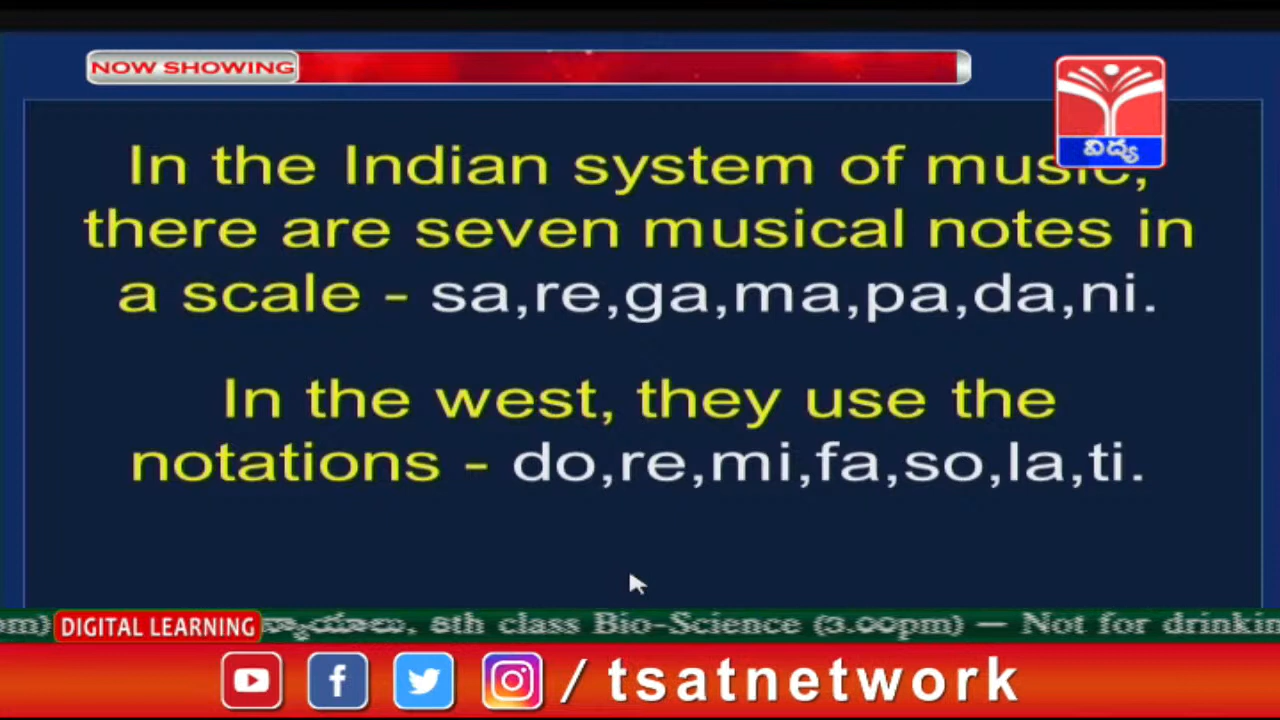 NOW SHOWING
విద్య
In the Indian system of music,
there are seven musical notes in
a scale - sa,re,ga,ma,pa,da,ni.
In the west, they use the
notations - do,re,mi,fa,so,la,ti.
DIGITAL LEARNING
8th class Bio-Science (3.00pm) — Not for
/ tsatnetwork